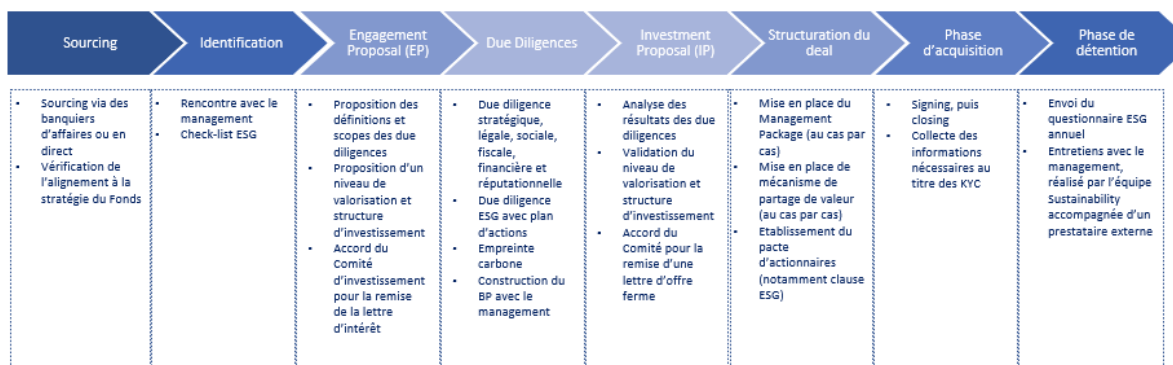 Sourcing
Identification
Engagement
Proposal (EP)
Due Diligences
Investment
Proposal (IP)
Structuration du
deal
Phase
d'acquisition
Phase de
détention
• Sourcing via des
banquiers
d'affaires ou en
direct
• Vérification de
l'alignement à la
stratégie du Fonds
• Rencontre avec le
management
• Check-list ESG
• Proposition des
définitions et
scopes des due
diligences
• Proposition d'un
niveau de
valorisation et
structure
d'investissement
• Accord du
Comité
d'investissement
pour la remise
de la lettre
d'intérêt
• Due diligence
stratégique,
légale, sociale,
fiscale,
financière et
réputationnelle
• Due diligence
ESG avec plan
d'actions
• Empreinte
carbone
• Construction du
BP avec le
management
• Analyse des
résultats des due
diligences
• Validation du
niveau de
valorisation et
structure
d'investissement
• Accord du
Comité pour la
remise d'une
lettre d'offre
ferme
• Mise en place du
Management
Package (au cas par
cas)
• Mise en place de
mécanisme de
partage de valeur
(au cas par cas)
• Etablissement du
pacte
d'actionnaires
(notamment clause
ESG)
• Signing, puis
closing
• Collecte des
informations
nécessaires au
titre des KYC
• Envoi du
questionnaire ESG
annuel
• Entretiens avec le
management,
réalisé par l'équipe
Sustainability
accompagnée d'un
prestataire externe